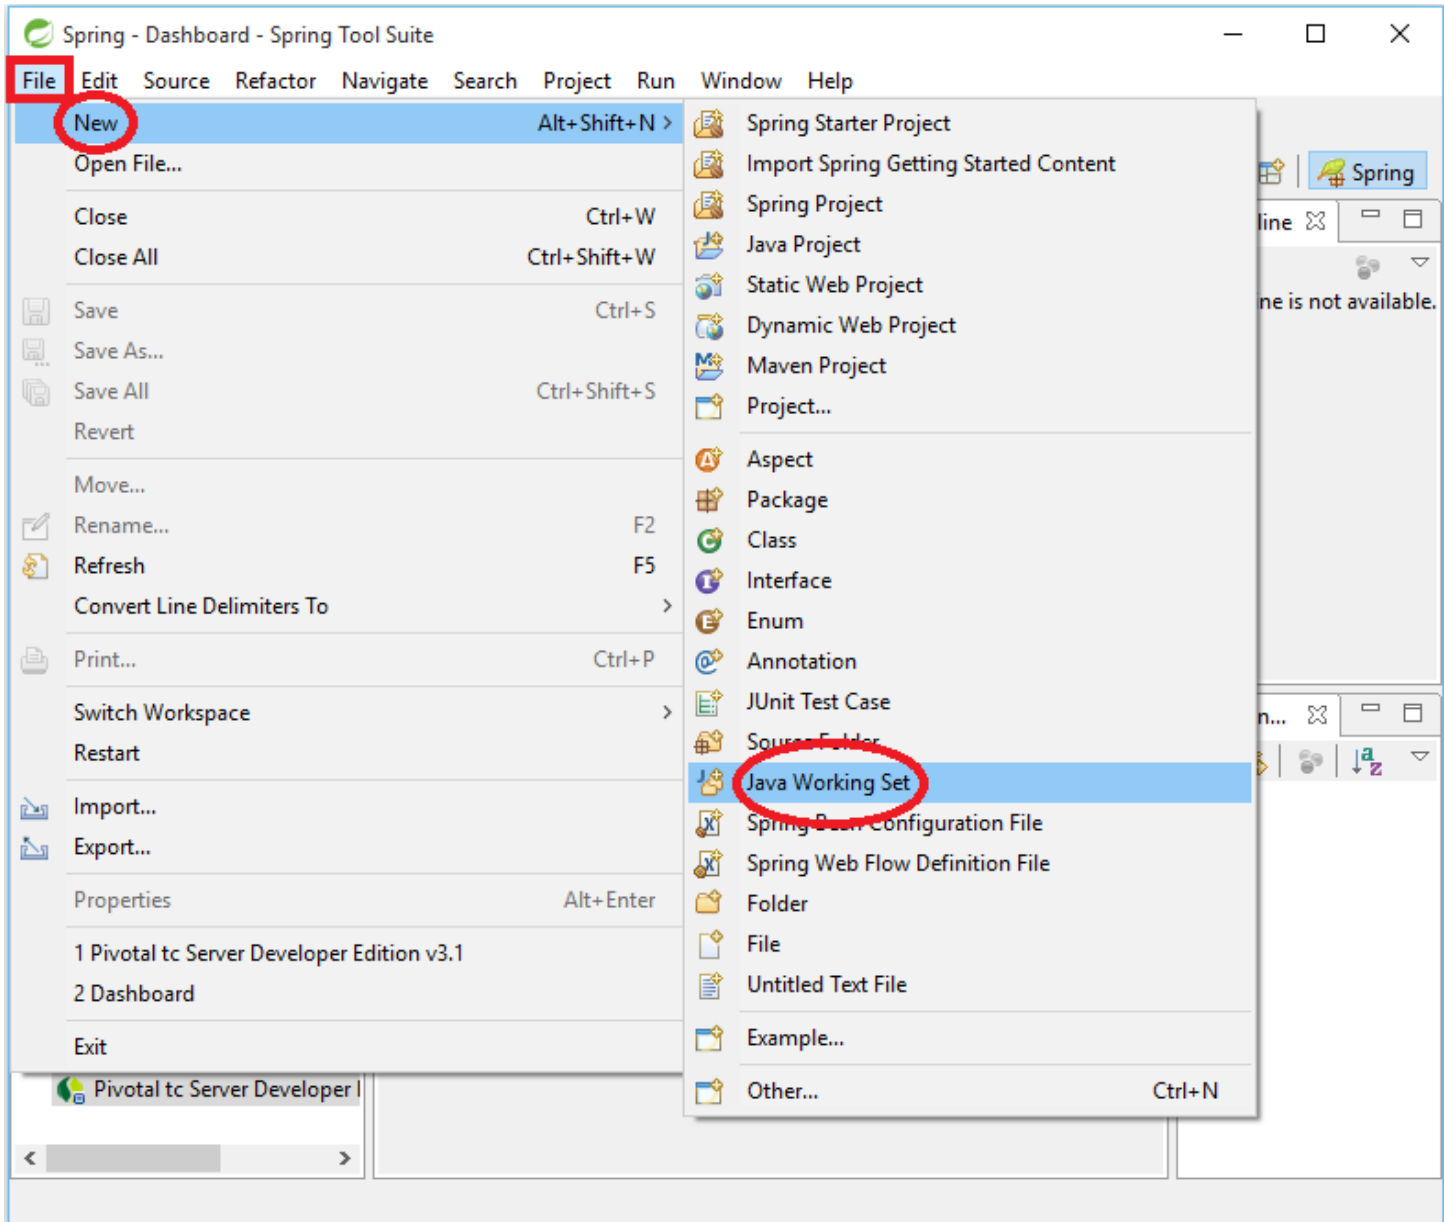 Spring - Dashboard - Spring Tool Suite
File Edit Source Refactor Navigate Search Project Run Window Help
New Alt+Shift+N
Open File...
Close Ctrl+W
Close All Ctrl+Shift+W
Save Ctrl+S
Save As...
Save All Ctrl+Shift+S
Revert
Move...
Rename... F2
Refresh F5
Convert Line Delimiters To
Print... Ctrl+P
Switch Workspace
Restart
Import...
Export...
Properties Alt+Enter
1 Pivotal tc Server Developer Edition v3.1
2 Dashboard
Exit
Pivotal tc Server Developer
Spring Starter Project
Import Spring Getting Started Content
Spring Project
Java Project
Static Web Project
Dynamic Web Project
Maven Project
Project...
Aspect
Package
Class
Interface
Enum
Annotation
JUnit Test Case
Source Folder
Java Working Set
Spring Bean Configuration File
Spring Web Flow Definition File
Folder
File
Untitled Text File
Example...
Other... Ctrl+N
Spring
line
ne is not available.
n...